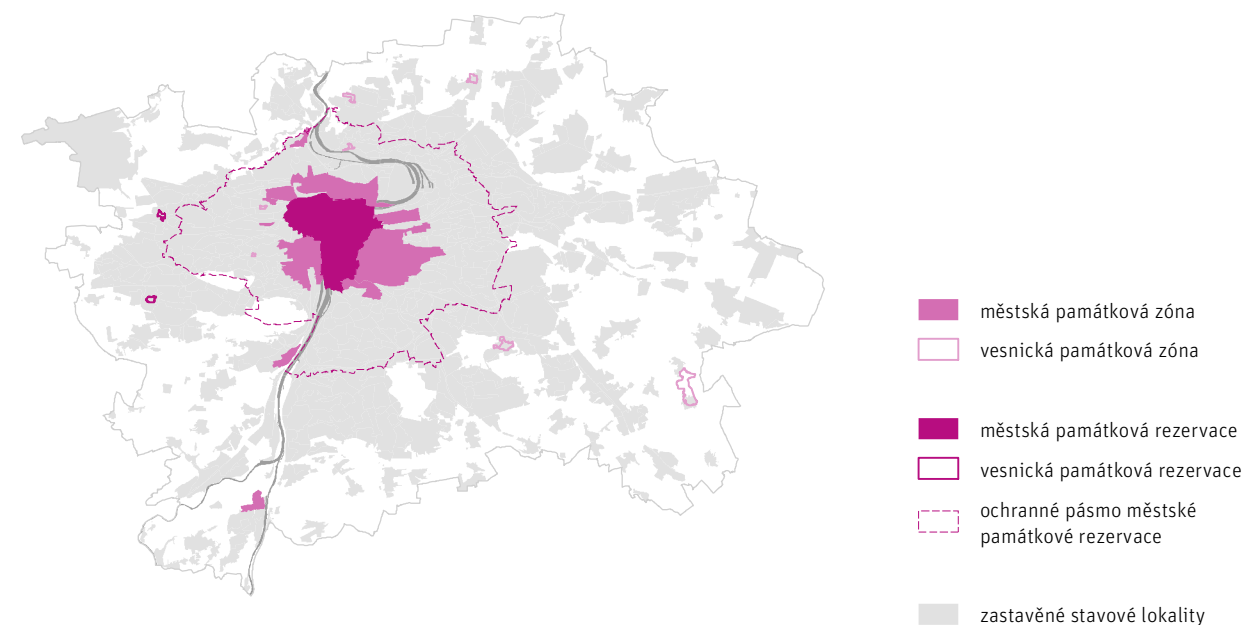 městská památková zóna
vesnická památková zóna
městská památková rezervace
vesnická památková rezervace
ochranné pásmo městské
památkové rezervace
zastavěné stavové lokality